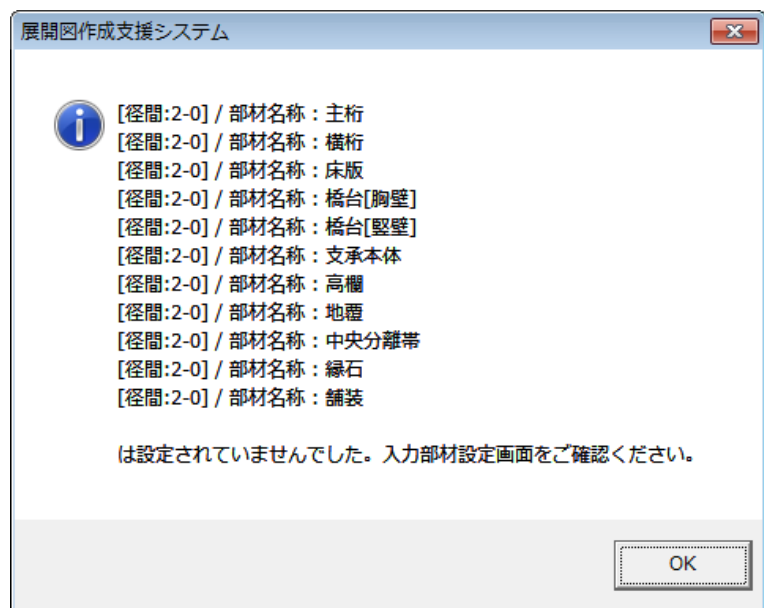 展開図作成支援システム
[径間:2-0] / 部材名称：主桁
[径間:2-0] / 部材名称：横桁
[径間:2-0] / 部材名称：床版
[径間:2-0] / 部材名称：橋台[胸壁]
[径間:2-0] / 部材名称：橋台[竪壁]
[径間:2-0] / 部材名称：支承本体
[径間:2-0] / 部材名称：高欄
[径間:2-0] / 部材名称：地覆
[径間:2-0] / 部材名称：中央分離帯
[径間:2-0] / 部材名称：縁石
[径間:2-0] / 部材名称：舗装
は設定されていませんでした。入力部材設定画面をご確認ください。
OK